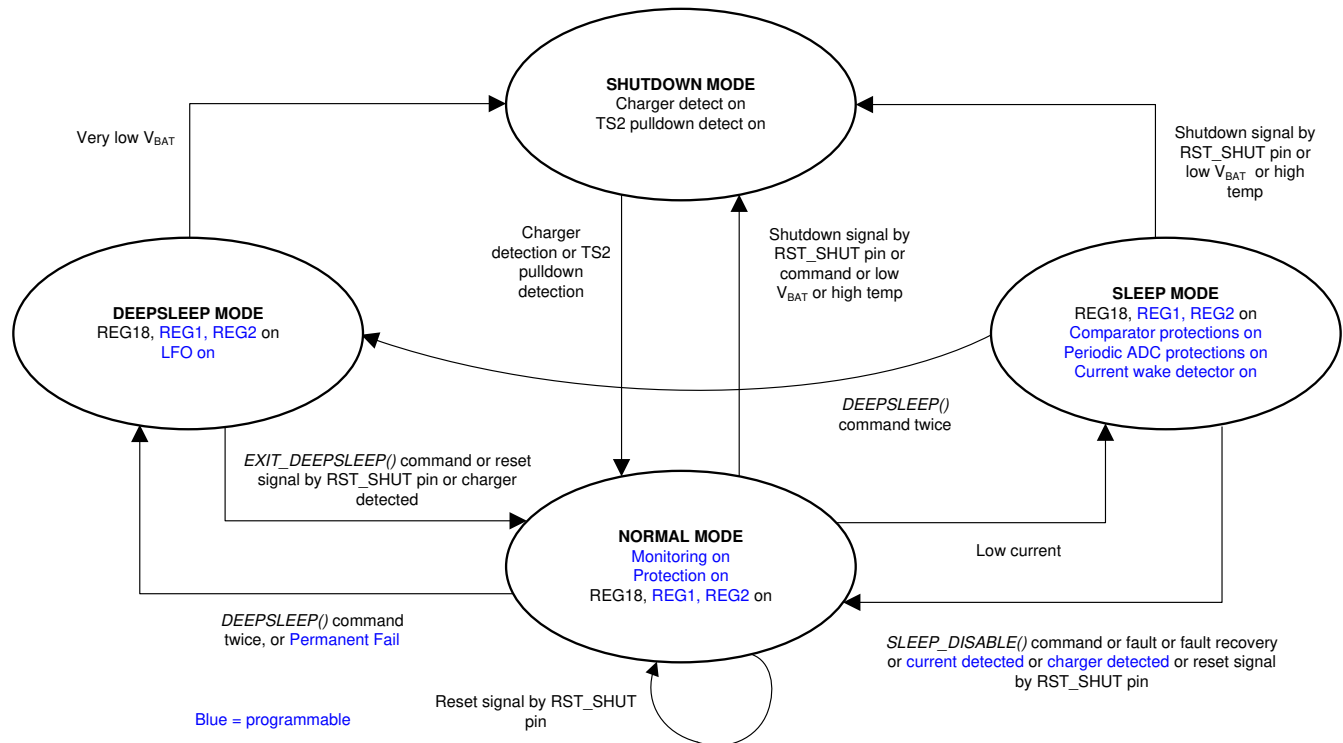 SHUTDOWN MODE
Charger detect on
TS2 pulldown detect on
Very low VBAT
Shutdown signal by
RST_SHUT pin or
low VBAT or high
temp
Charger
detection or TS2
pulldown
detection
Shutdown signal by
RST_SHUT pin or
command or low
VBAT or high temp
DEEPSLEEP MODE
REG18, REG1, REG2 on
LFO on
SLEEP MODE
REG18, REG1, REG2 on
Comparator protections on
Periodic ADC protections on
Current wake detector on
DEEPSLEEP()
command twice
EXIT_DEEPSLEEP() command or reset
signal by RST_SHUT pin or charger
detected
NORMAL MODE
Monitoring on
Protection on
REG18, REG1, REG2 on
Low current
DEEPSLEEP() command
twice, or Permanent Fail
SLEEP_DISABLE() command or fault or fault recovery
or current detected or charger detected or reset signal
by RST_SHUT pin
Reset signal by RST_SHUT
pin
Blue = programmable